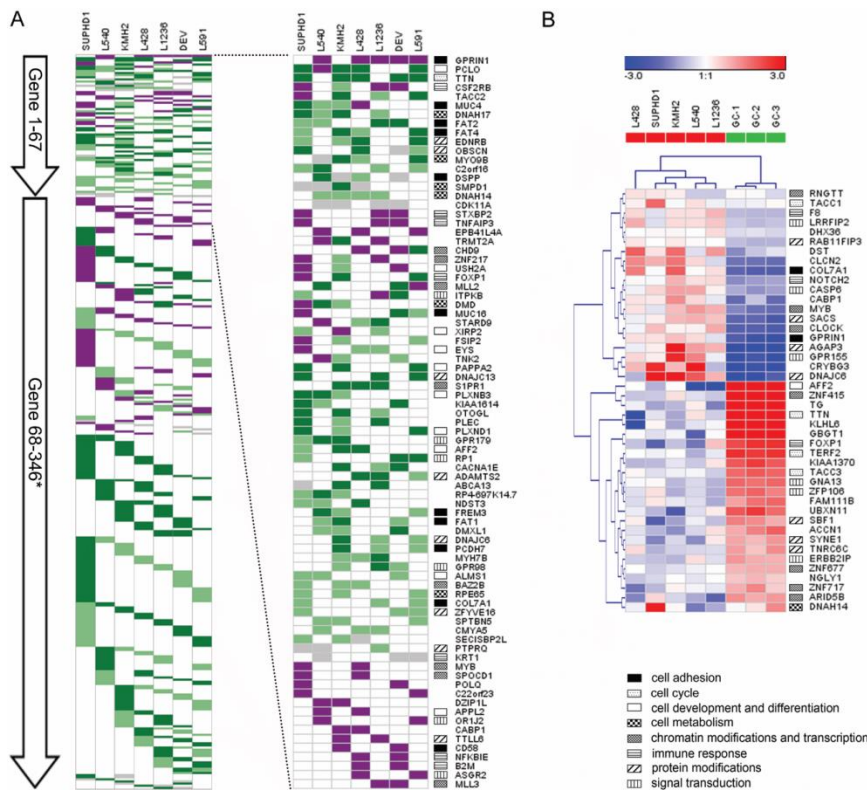 A
SUPHD1
L540
KMH2
L428
L1236
DEV
L591
Gene 1-67
Gene 68-346*
SUPHD1
L540
KMH2
L428
L1236
DEV
L591
GPRIN1
PCLO
TTN
CSF2RB
TACC2
MUC4
DNAH17
FAT2
FAT4
EDNRB
OBSCN
MYO9B
C2orf16
DSPP
SMPD1
DNAH14
CDK11A
STXBP2
TNFAIP3
EPB41L4A
TRMT2A
CHD9
ZNF217
USH2A
FOXP1
MLL2
ITPKB
DMD
MUC16
STARD9
XIRP2
FSIP2
EYS
TNK2
PAPPA2
DNAJC13
S1PR1
PLXNB3
KIAA1614
OTOGL
PLEC
PLXND1
GPR179
AFF2
RP1
CACNA1E
ADAMTS2
ABCA13
RP4-697K14.7
NDST3
FREM3
FAT1
DMXL1
DNAJC6
PCDH7
MYH7B
GPR98
ALMS1
BAZ2B
RPE65
COL7A1
ZFYVE16
SPTBN5
CMYA5
SECISBP2L
PTPRQ
KRT1
MYB
SPOCD1
POLQ
C22orf23
DZIP1L
APPL2
OR1J2
CABP1
TTLL6
CD58
NFKBIE
B2M
ASGR2
MLL3
B
-3.0 1:1 3.0
L428
SUPHD1
KMH2
L540
L1236
GC-1
GC-2
GC-3
RNGTT
TACC1
F8
LRRFIP2
DHX36
RAB11FIP3
DST
CLCN2
COL7A1
NOTCH2
CASP6
CABP1
MYB
SACS
CLOCK
GPRIN1
AGAP3
GPR155
CRYBG3
DNAJC6
AFF2
ZNF415
TG
TTN
KLHL6
GBGT1
FOXP1
TERF2
KIAA1370
TACC3
GNA13
ZFP106
FAM111B
UBXN11
SBF1
ACCN1
SYNE1
TNRC6C
ERBB2IP
ZNF677
NGLY1
ZNF717
ARID5B
DNAH14
cell adhesion
cell cycle
cell development and differentiation
cell metabolism
chromatin modifications and transcription
immune response
protein modifications
signal transduction